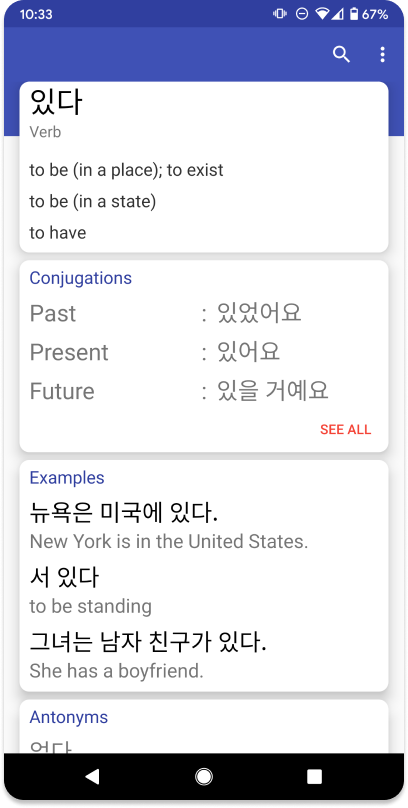 10:33
67%
있다
Verb
to be (in a place); to exist
to be (in a state)
to have
Conjugations
Past : 있었어요
Present : 있어요
Future : 있을 거예요
SEE ALL
Examples
뉴욕은 미국에 있다.
New York is in the United States.
서 있다
to be standing
그녀는 남자 친구가 있다.
She has a boyfriend.
Antonyms